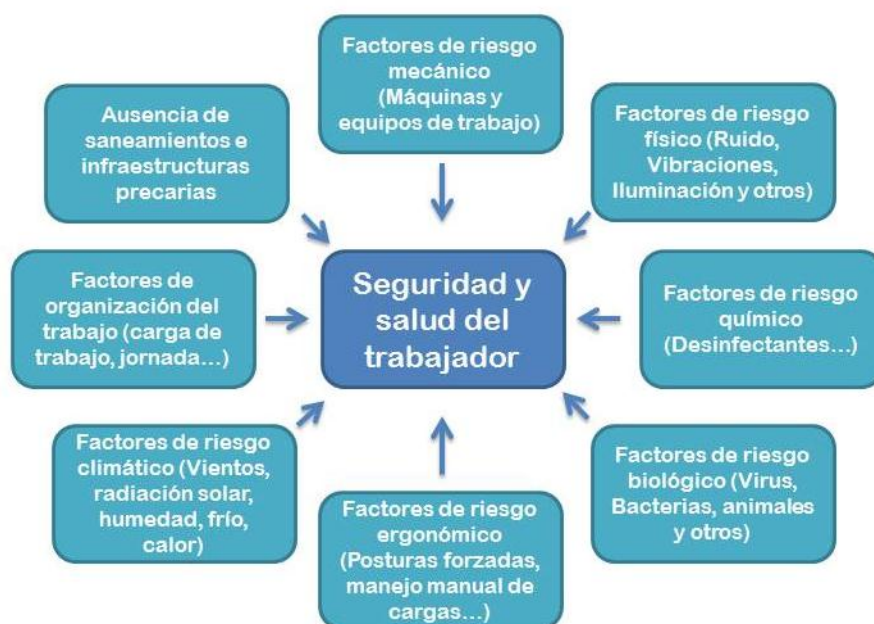 Factores de riesgo
mecánico
(Máquinas y
equipos de trabajo)
Ausencia de
saneamientos e
infraestructuras
precarias
Factores de riesgo
físico (Ruido,
Vibraciones,
Iluminación y otros)
Factores de
organización del
trabajo (carga de
trabajo, jornada...)
Seguridad y
salud del
trabajador
Factores de riesgo
químico
(Desinfectantes...)
Factores de riesgo
climático (Vientos,
radiación solar,
humedad, frío,
calor)
Factores de riesgo
ergonómico
(Posturas forzadas,
manejo manual de
cargas...)
Factores de riesgo
biológico (Virus,
Bacterias, animales
y otros)